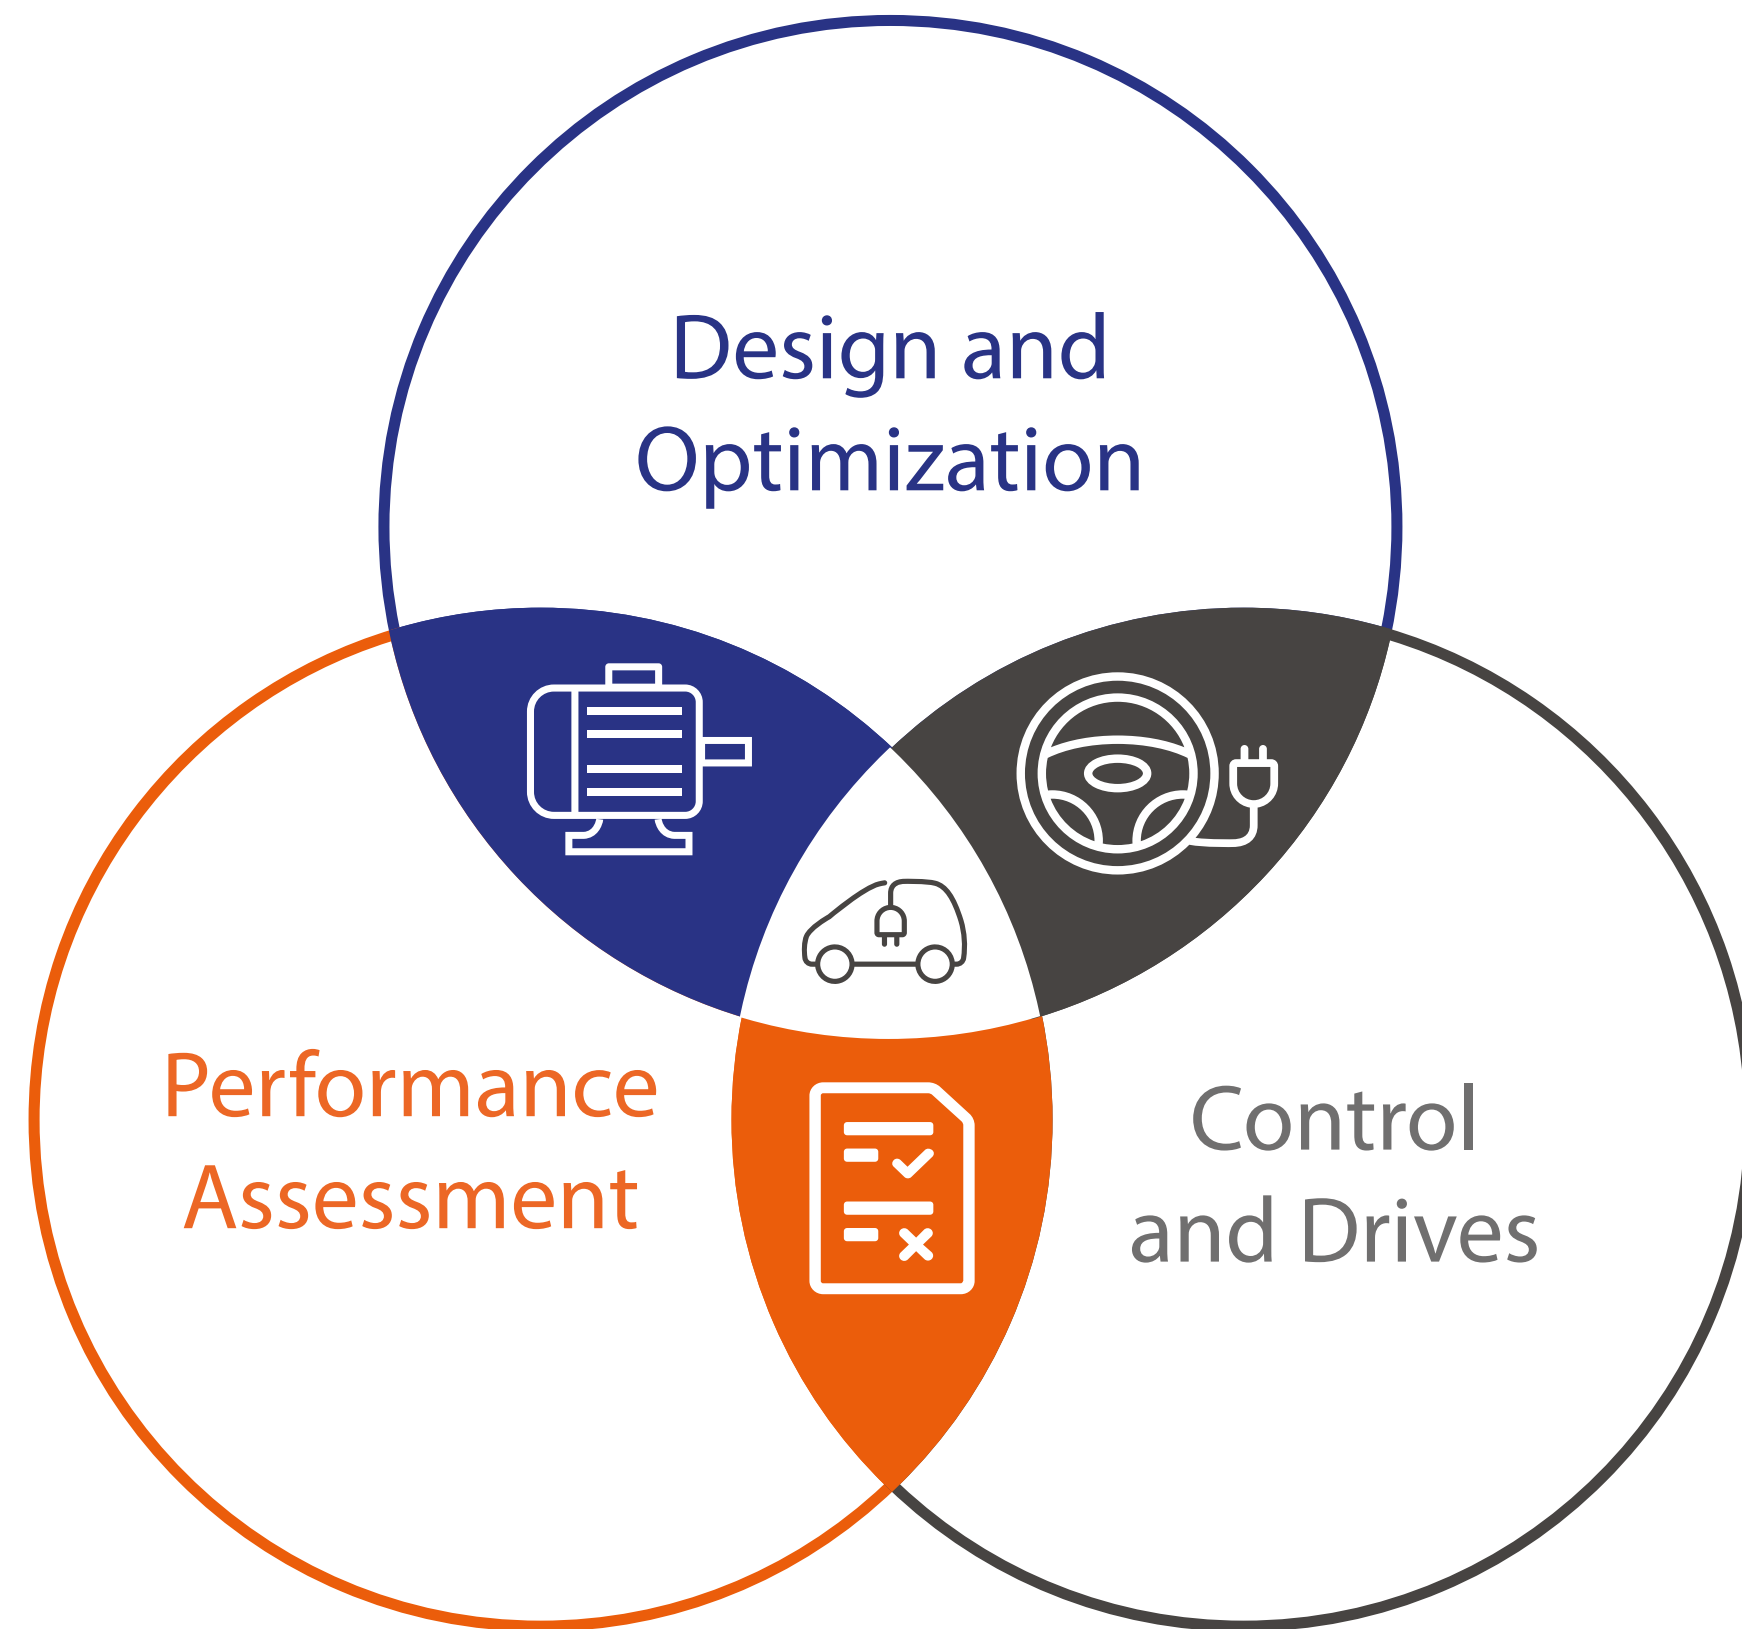 Design and
Optimization
Performance
Assessment
Control
and Drives